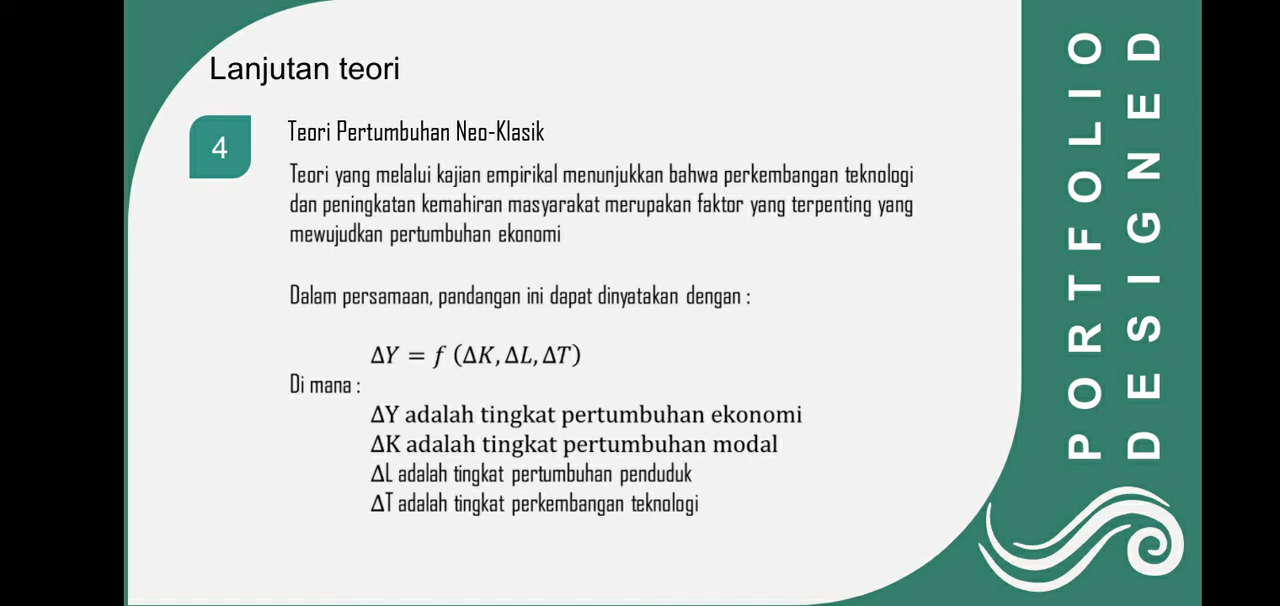 Lanjutan teori
4
Teori Pertumbuhan Neo-Klasik
Teori yang melalui kajian empirikal menunjukkan bahwa perkembangan teknologi
dan peningkatan kemahiran masyarakat merupakan faktor yang terpenting yang
mewujudkan pertumbuhan ekonomi
Dalam persamaan, pandangan ini dapat dinyatakan dengan :
ΔY = f (ΔK, ΔL, ΔT)
Di mana :
ΔY adalah tingkat pertumbuhan ekonomi
ΔK adalah tingkat pertumbuhan modal
ΔL adalah tingkat pertumbuhan penduduk
ΔT adalah tingkat perkembangan teknologi
PORTFOLIO
DESIGNED